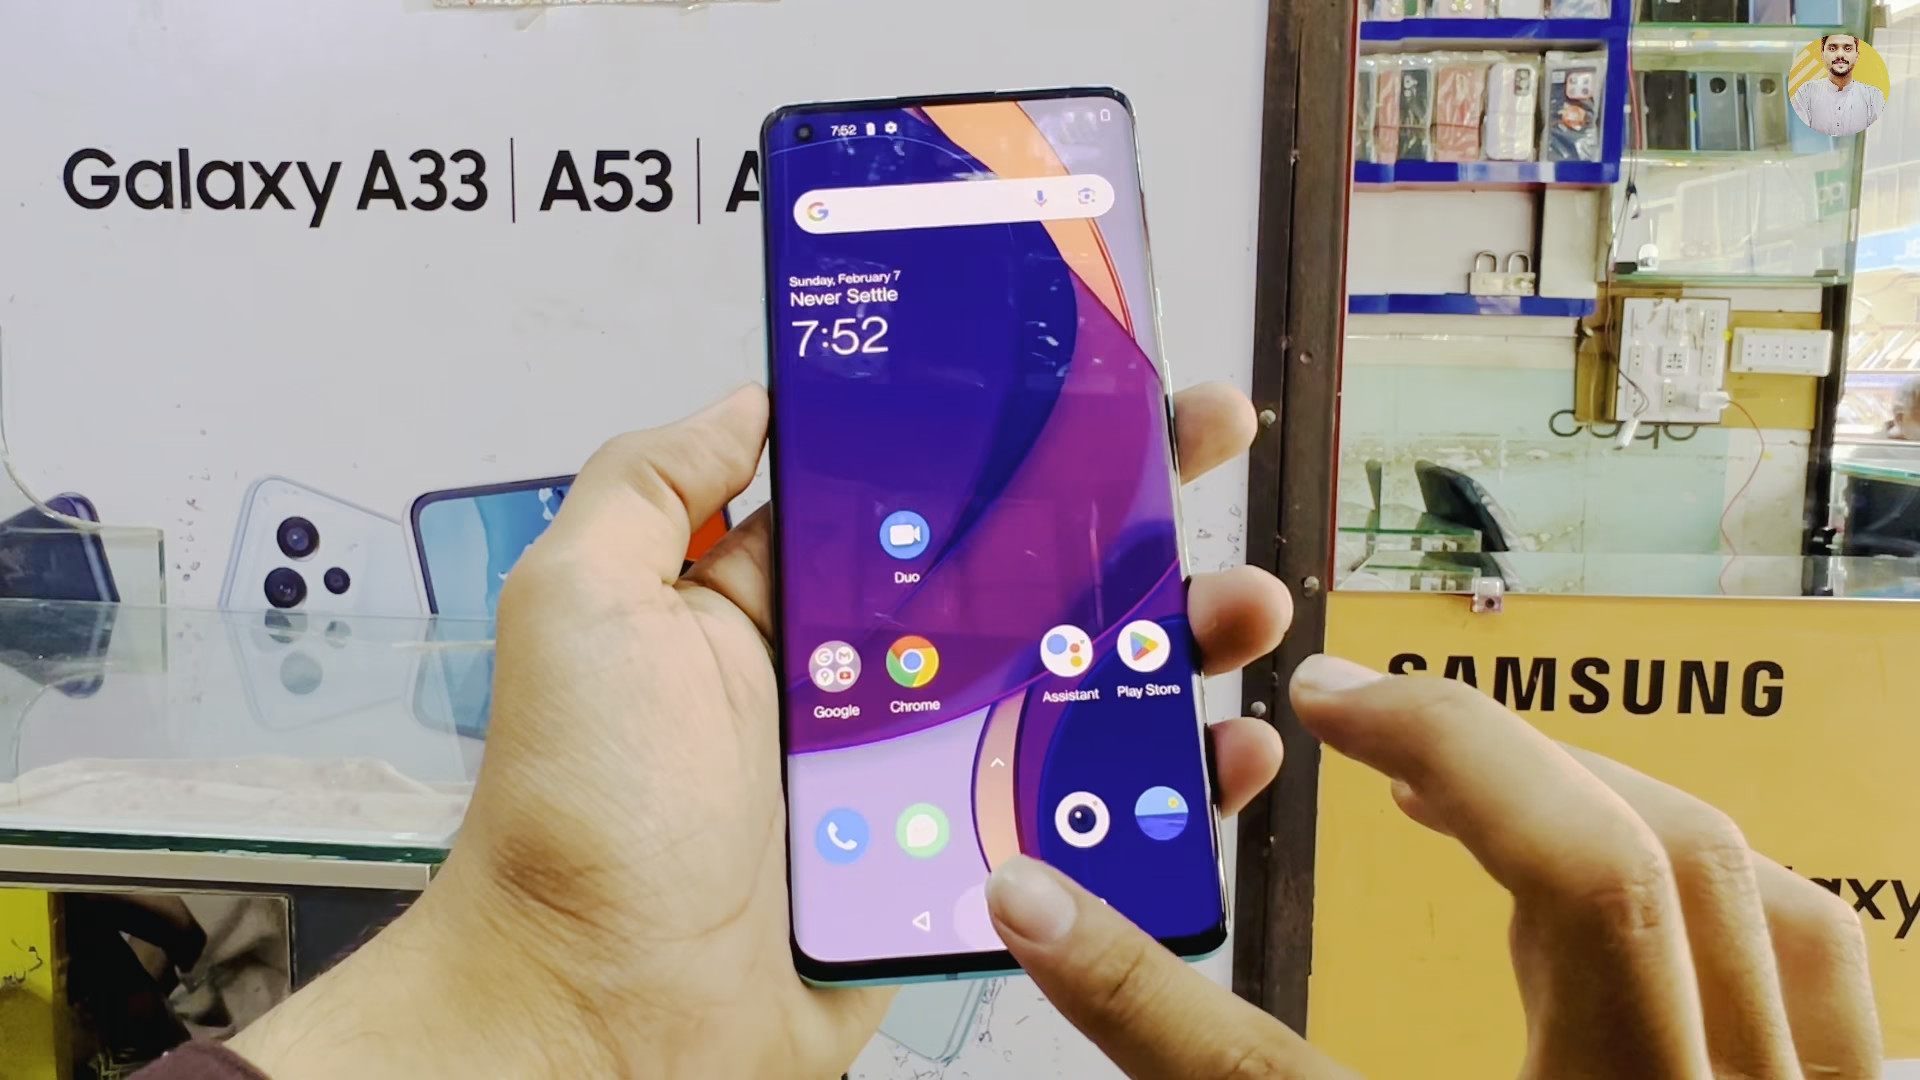 Galaxy A33 | A53 | A
7:52
Sunday, February 7
Never Settle
7:52
Duo
Google
Chrome
Assistant
Play Store
SAMSUNG
axy